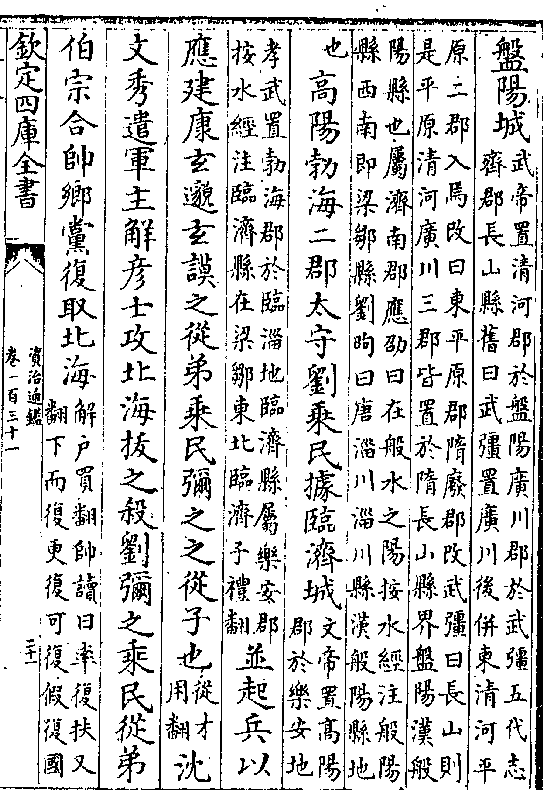 盤陽城武帝置清河郡於盤陽廣川郡於武彊五代志
齊郡長山縣舊曰武彊置廣川後併東清河平
原二郡入焉改曰東平原郡隋廢郡改武彊曰長山則
是平原清河廣川三郡皆置於隋長山縣界盤陽漢般
陽縣也屬濟南郡應劭曰在般水之陽按水經注般陽
縣西南即梁鄒縣劉昫曰唐淄川淄川縣漢般陽縣地
也 高陽勃海二郡太守劉乘民據臨濟城文帝置高陽
郡於樂安地
孝武置勃海郡於臨淄地臨濟縣屬樂安郡
按水經注臨濟縣在梁鄒東北臨濟子禮翻並起兵以
應建康玄邈玄謨之從弟乘民彌之之從子也從才
用翻沈
文秀遣軍主解彥士攻北海拔之殺劉彌之乘民從弟
伯宗合帥鄉黨復取北海解戶買翻帥讀曰率復扶又
翻下而復更復可復假復國
欽定四庫全書
資治通鑑
卷一百三十一